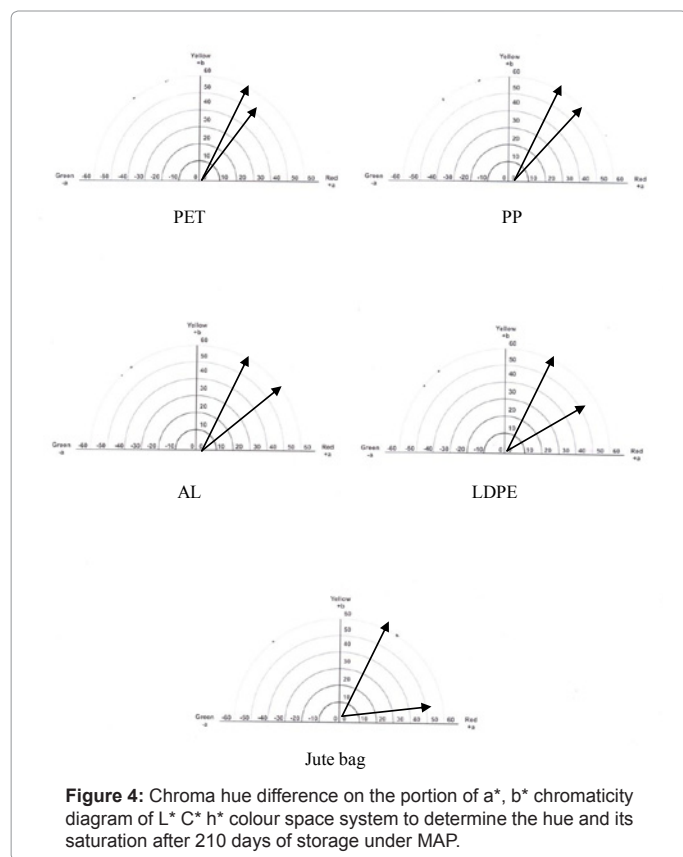 Yellow
+b
60
50
40
30
20
10
Green -60 -50 -40 -30 -20 -10 0 10 20 30 40 50 60 Red
-a +a
PET
Yellow
+b
60
50
40
30
20
10
Green -60 -50 -40 -30 -20 -10 0 10 20 30 40 50 60 Red
-a +a
PP
Yellow
+b
60
50
40
30
20
10
Green -60 -50 -40 -30 -20 -10 0 10 20 30 40 50 60 Red
-a +a
AL
Yellow
+b
60
50
40
30
20
10
Green -60 -50 -40 -30 -20 -10 0 10 20 30 40 50 60 Red
-a +a
LDPE
Yellow
+b
60
50
40
30
20
10
Green -60 -50 -40 -30 -20 -10 0 10 20 30 40 50 60 Red
-a +a
Jute bag
Figure 4: Chroma hue difference on the portion of a*, b* chromaticity
diagram of L* C* h* colour space system to determine the hue and its
saturation after 210 days of storage under MAP.